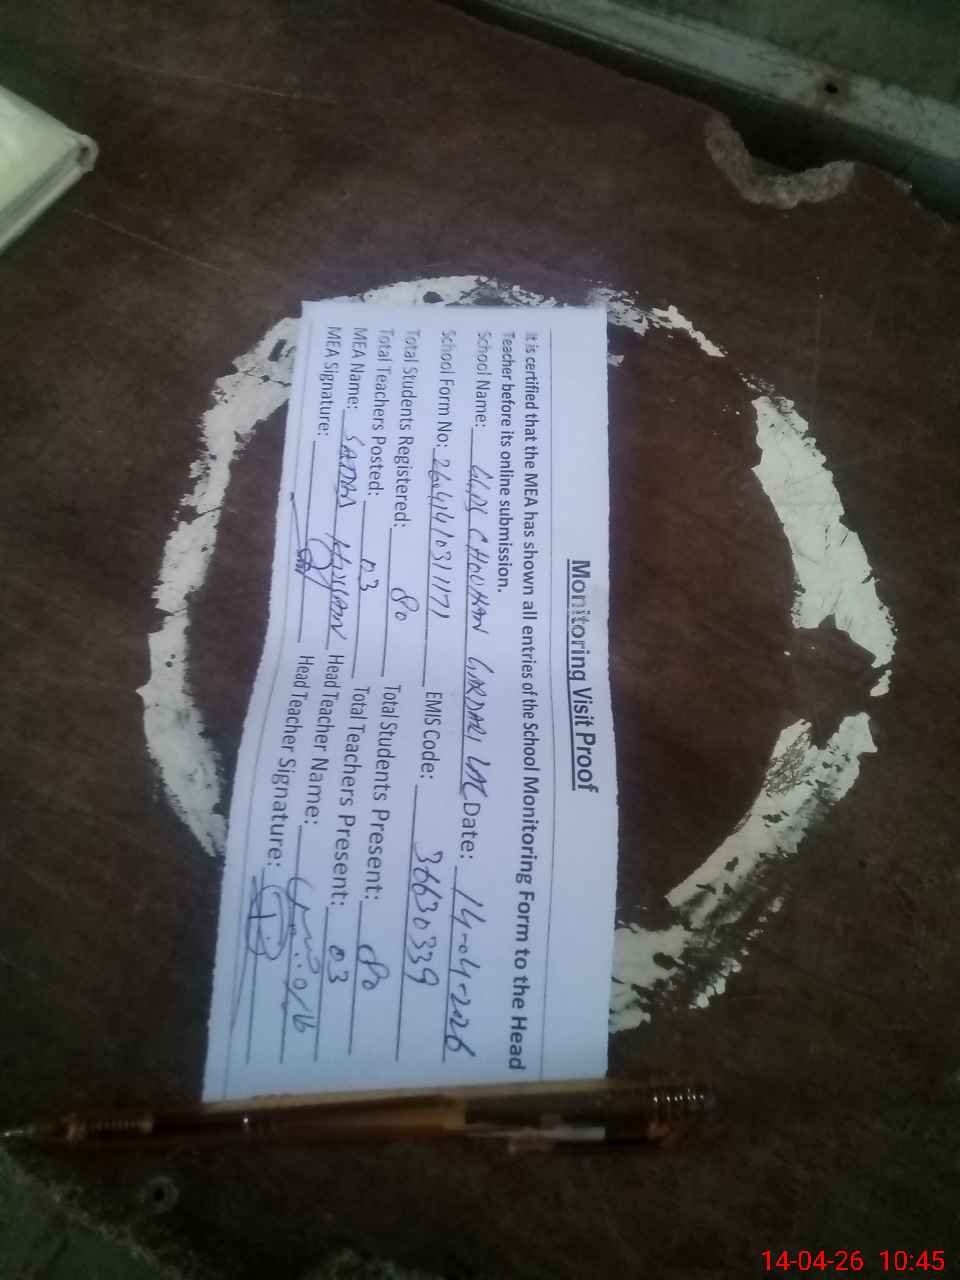 Monitoring Visit Proof
It is certified that the MEA has shown all entries of the School Monitoring Form to the Head
Teacher before its online submission.
School Name: GLPS CHOUHAN Date: 14-04-2026
School Form No: EMIS Code: 36630339
Total Students Registered: 80 Total Students Present: 80
Total Teachers Posted: 03 Total Teachers Present: 03
MEA Name: HUSSAIN Head Teacher Name:
MEA Signature: Head Teacher Signature:
14-04-26 10:45